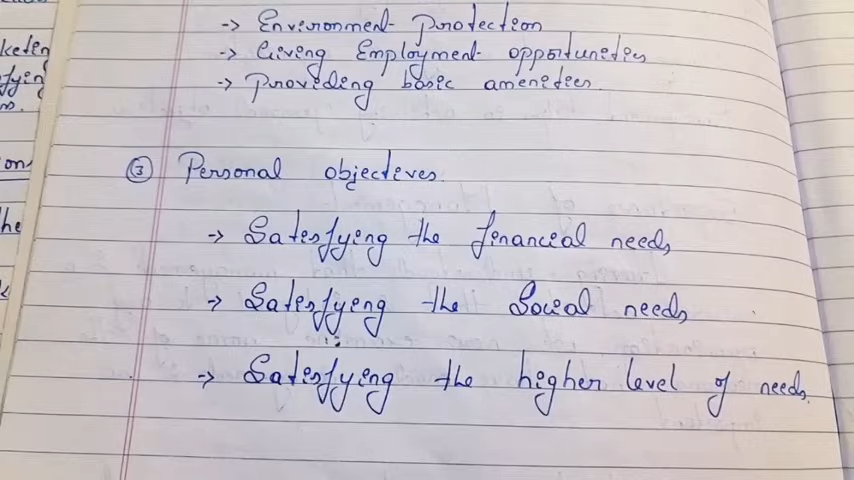 -> Environment Protection
-> Giving Employment opportunities
-> Providing basic amenities
③ Personal objectives.
-> Satisfying the financial needs
-> Satisfying the Social needs
-> Satisfying the higher level of needs.